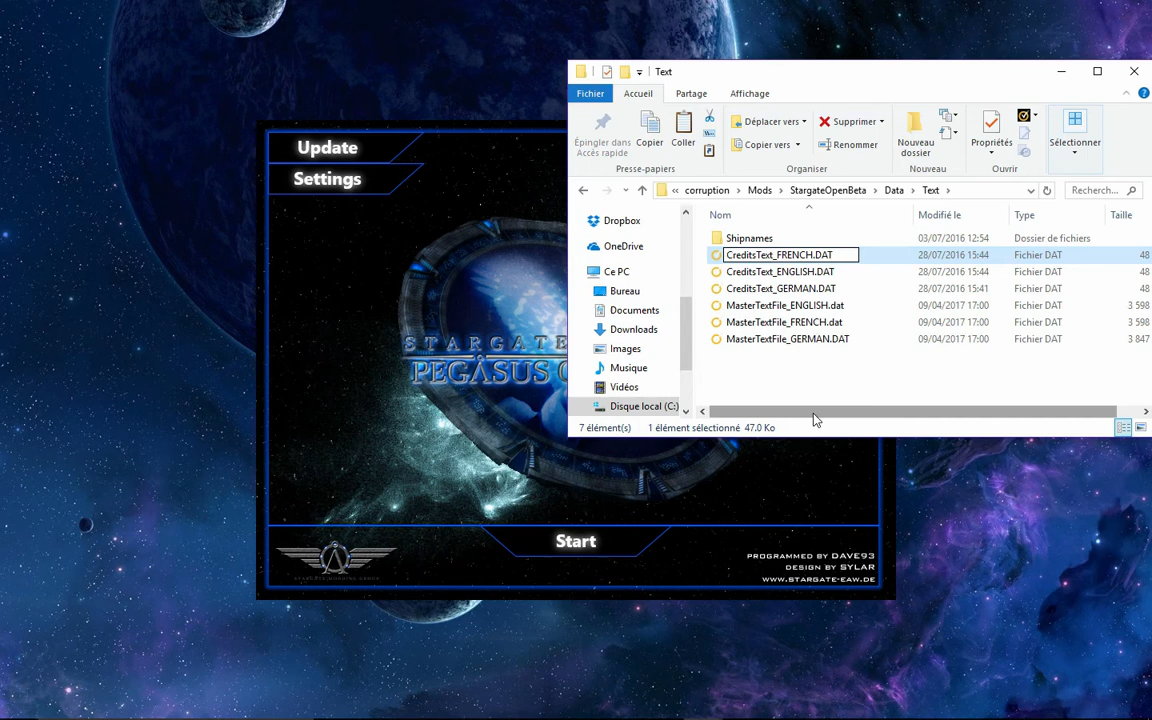 Text
Fichier
Accueil
Partage
Affichage
Épingler dans
Accès rapide
Copier
Coller
Déplacer vers
Copier vers
Supprimer
Renommer
Nouveau
dossier
Propriétés
Sélectionner
Presse-papiers
Organiser
Nouveau
Ouvrir
« corruption > Mods > StargateOpenBeta > Data > Text >
Recherch...
Nom
Modifié le
Type
Taille
Dropbox
OneDrive
Ce PC
Bureau
Documents
Downloads
Images
Musique
Vidéos
Disque local (C:)
Shipnames 03/07/2016 12:54 Dossier de fichiers
CreditsText_FRENCH.DAT 28/07/2016 15:44 Fichier DAT 48
CreditsText_ENGLISH.DAT 28/07/2016 15:44 Fichier DAT 48
CreditsText_GERMAN.DAT 28/07/2016 15:41 Fichier DAT 48
MasterTextFile_ENGLISH.dat 09/04/2017 17:00 Fichier DAT 3 598
MasterTextFile_FRENCH.dat 09/04/2017 17:00 Fichier DAT 3 598
MasterTextFile_GERMAN.DAT 09/04/2017 17:00 Fichier DAT 3 847
7 élément(s) 1 élément sélectionné 47,0 Ko
Update
Settings
STARGATE
PEGASUS C
Start
PROGRAMMED BY DAVE93
DESIGN BY SYLAR
WWW.STARGATE-EAW.DE